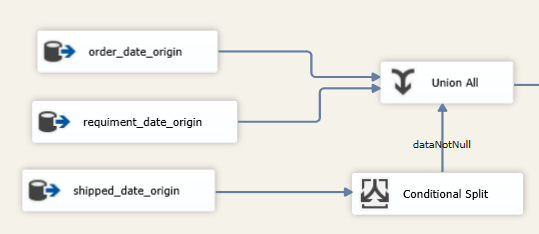 order_date_origin
Union All
requiment_date_origin
dataNotNull
shipped_date_origin
Conditional Split